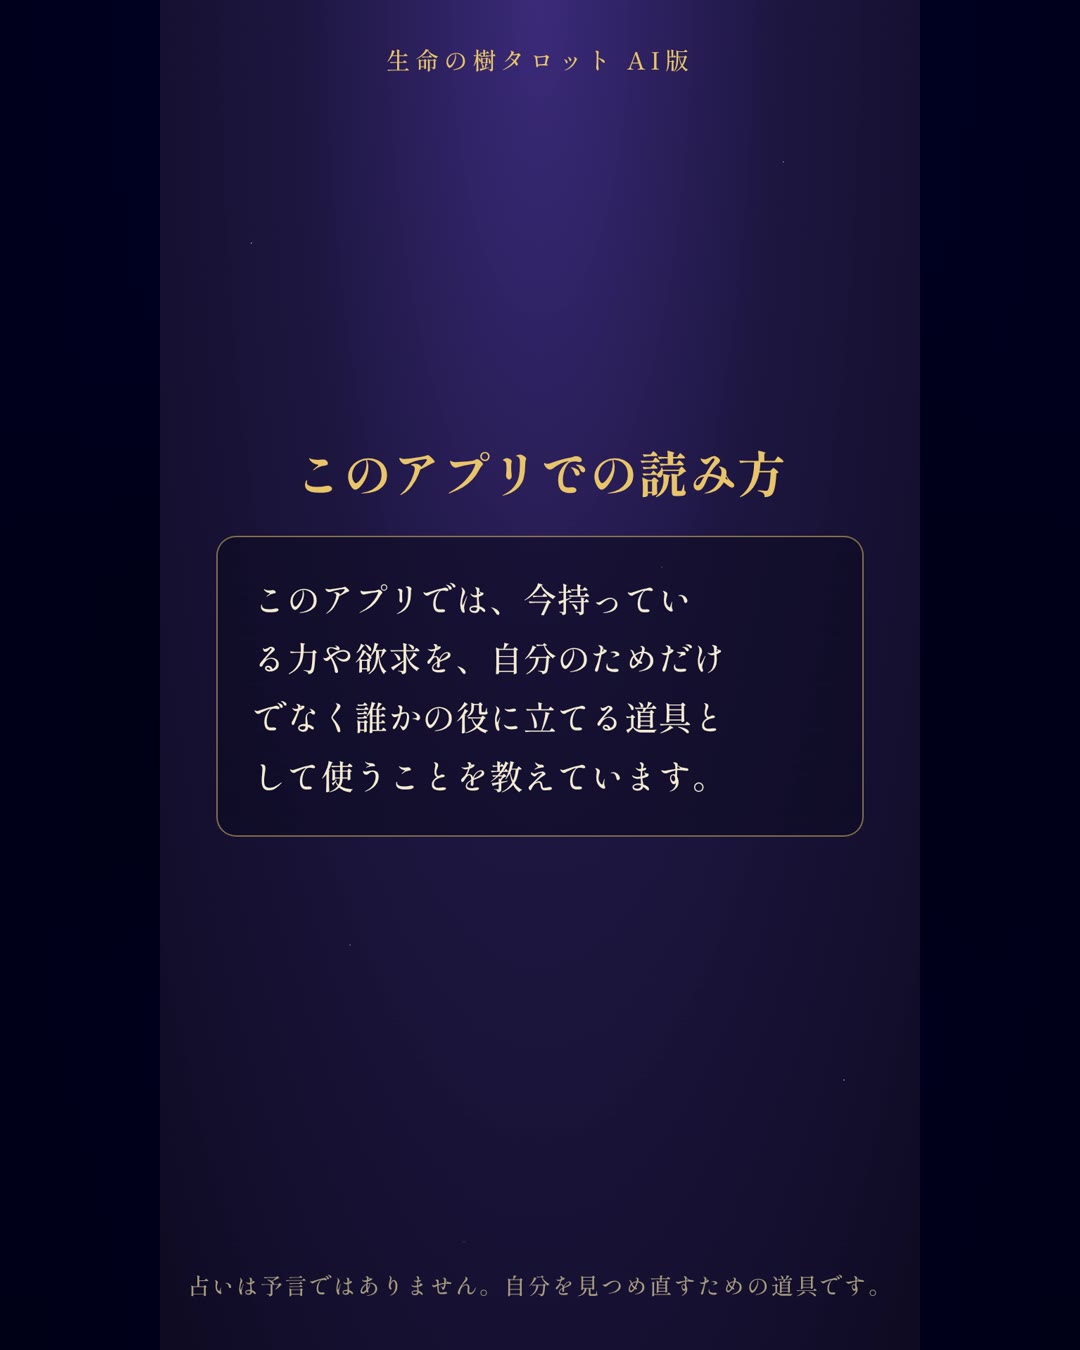 生命の樹タロット AI版
このアプリでの読み方
このアプリでは、今持ってい
る力や欲求を、自分のためだけ
でなく誰かの役に立てる道具と
して使うことを教えています。
占いは予言ではありません。自分を見つめ直すための道具です。